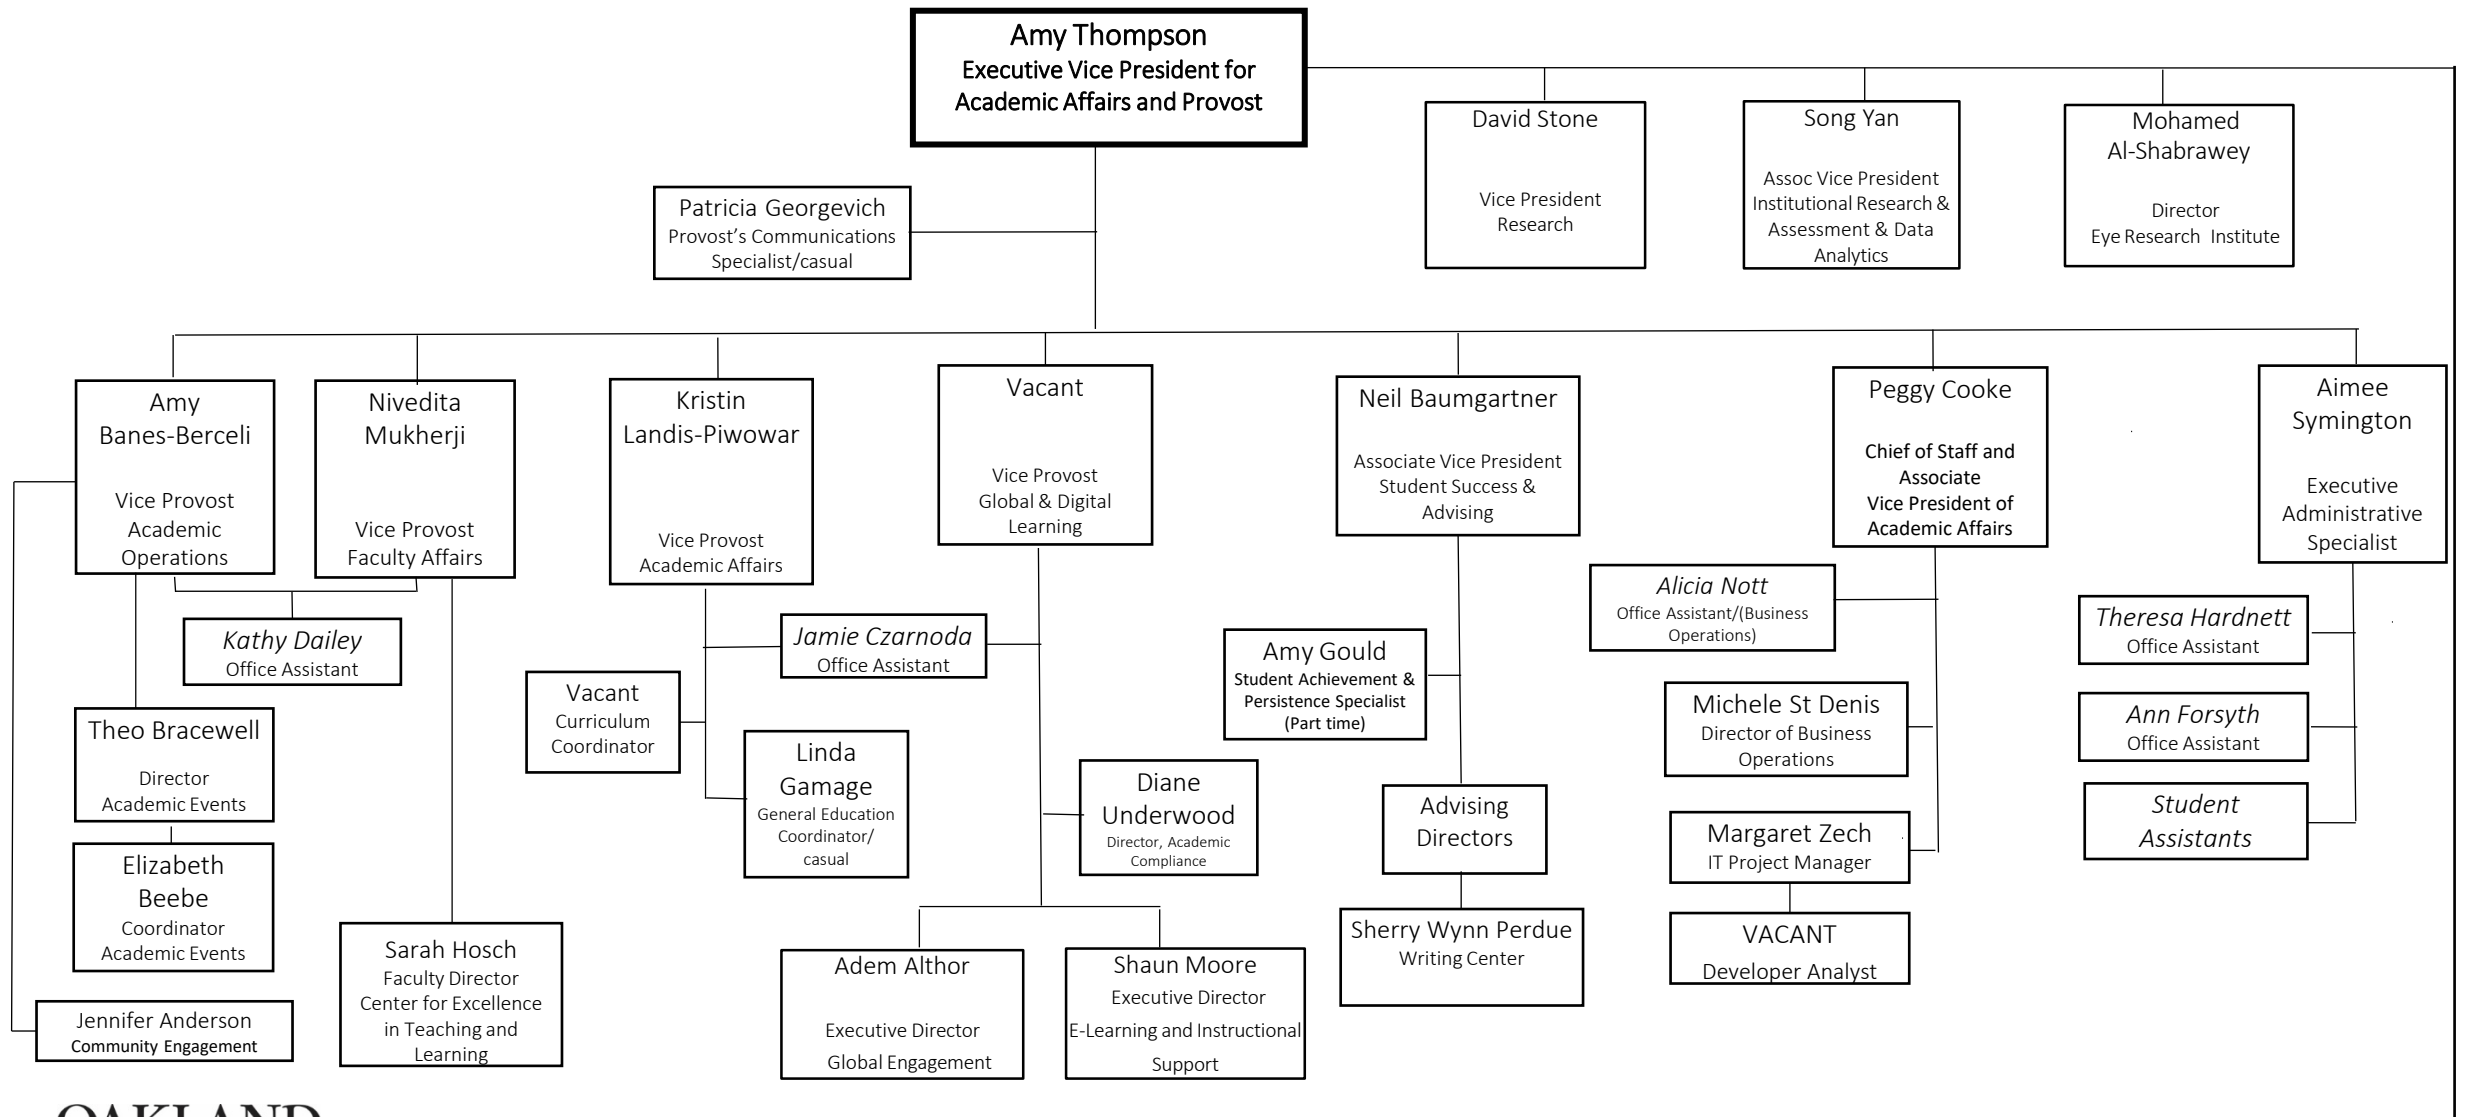 Amy Thompson
Executive Vice President for
Academic Affairs and Provost
David Stone
Vice President
Research
Song Yan
Assoc Vice President
Institutional Research &
Assessment & Data
Analytics
Mohamed
Al-Shabrawey
Director
Eye Research Institute
Patricia Georgevich
Provost's Communications
Specialist/casual
Amy
Banes-Berceli
Vice Provost
Academic
Operations
Nivedita
Mukherji
Vice Provost
Faculty Affairs
Kristin
Landis-Piwowar
Vice Provost
Academic Affairs
Vacant
Vice Provost
Global & Digital
Learning
Neil Baumgartner
Associate Vice President
Student Success &
Advising
Peggy Cooke
Chief of Staff and
Associate
Vice President of
Academic Affairs
Aimee
Symington
Executive
Administrative
Specialist
Kathy Dailey
Office Assistant
Theo Bracewell
Director
Academic Events
Elizabeth
Beebe
Coordinator
Academic Events
Jennifer Anderson
Community Engagement
Sarah Hosch
Faculty Director
Center for Excellence
in Teaching and
Learning
Jamie Czarnoda
Office Assistant
Vacant
Curriculum
Coordinator
Linda
Gamage
General Education
Coordinator/
casual
Diane
Underwood
Director, Academic
Compliance
Adem Althor
Executive Director
Global Engagement
Shaun Moore
Executive Director
E-Learning and Instructional
Support
Amy Gould
Student Achievement &
Persistence Specialist
(Part time)
Advising
Directors
Sherry Wynn Perdue
Writing Center
Alicia Nott
Office Assistant/(Business
Operations)
Michele St Denis
Director of Business
Operations
Margaret Zech
IT Project Manager
VACANT
Developer Analyst
Theresa Hardnett
Office Assistant
Ann Forsyth
Office Assistant
Student
Assistants
OAKLAND